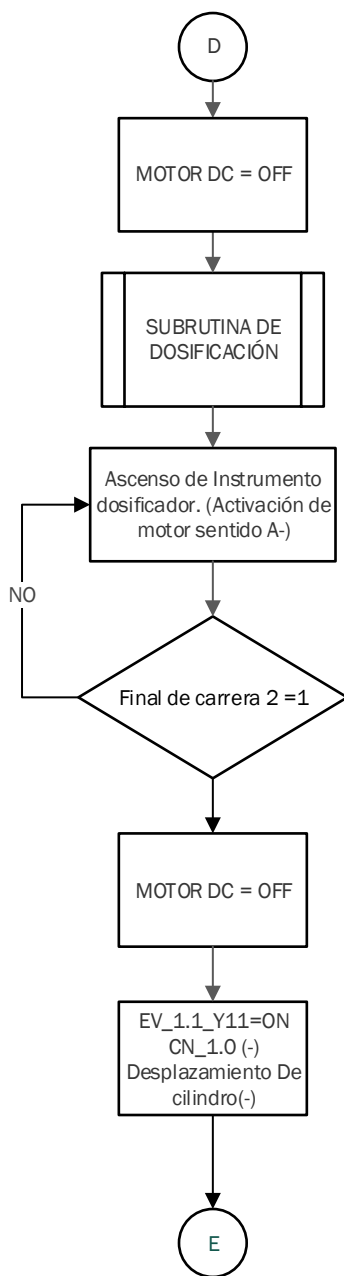 D
MOTOR DC = OFF
SUBRUTINA DE
DOSIFICACIÓN
Ascenso de Instrumento
dosificador. (Activación de
motor sentido A-)
NO
Final de carrera 2 =1
MOTOR DC = OFF
EV_1.1_Y11=ON
CN_1.0 (-)
Desplazamiento De
cilindro(-)
E